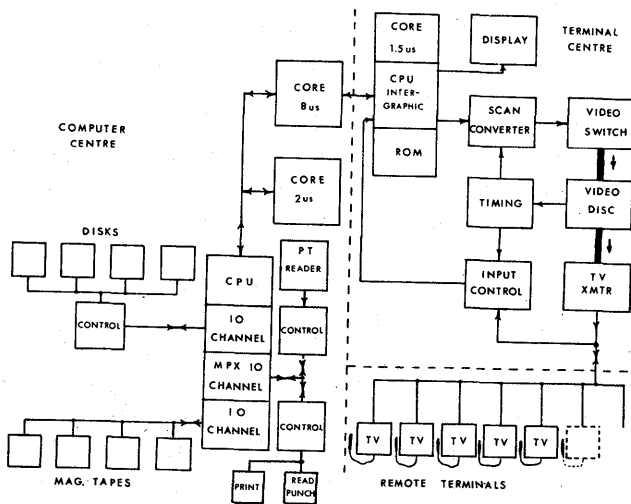 COMPUTER
CENTRE
CORE
8us
CORE
2us
DISKS
CONTROL
CPU
IO
CHANNEL
MPX IO
CHANNEL
IO
CHANNEL
PT
READER
CONTROL
CONTROL
PRINT
READ
PUNCH
MAG. TAPES
TERMINAL
CENTRE
CORE
1.5us
CPU
INTER-
GRAPHIC
ROM
DISPLAY
SCAN
CONVERTER
VIDEO
SWITCH
TIMING
VIDEO
DISC
INPUT
CONTROL
TV
XMTR
TV
TV
TV
TV
TV
REMOTE TERMINALS